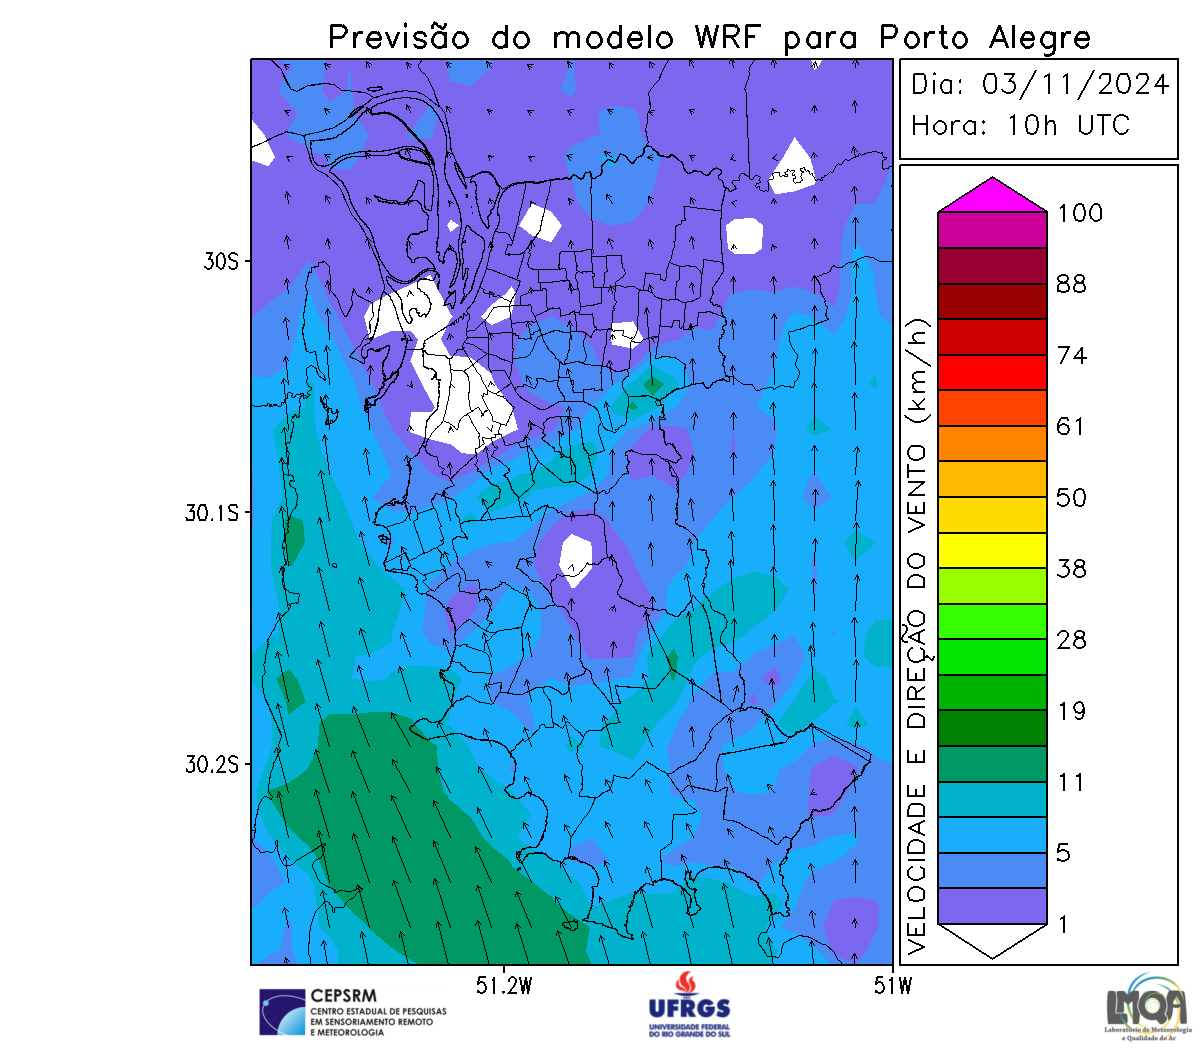 Previsão do modelo WRF para Porto Alegre
Dia: 03/11/2024
Hora: 10h UTC
30S
30.1S
30.2S
51.2W
51W
VELOCIDADE E DIREÇÃO DO VENTO (km/h)
100
88
74
61
50
38
28
19
11
5
1
CEPSRM
CENTRO ESTADUAL DE PESQUISAS
EM SENSORIAMENTO REMOTO
E METEOROLOGIA
UFRGS
UNIVERSIDADE FEDERAL
DO RIO GRANDE DO SUL
LMQA
Laboratório de Meteorologia
e Qualidade do Ar